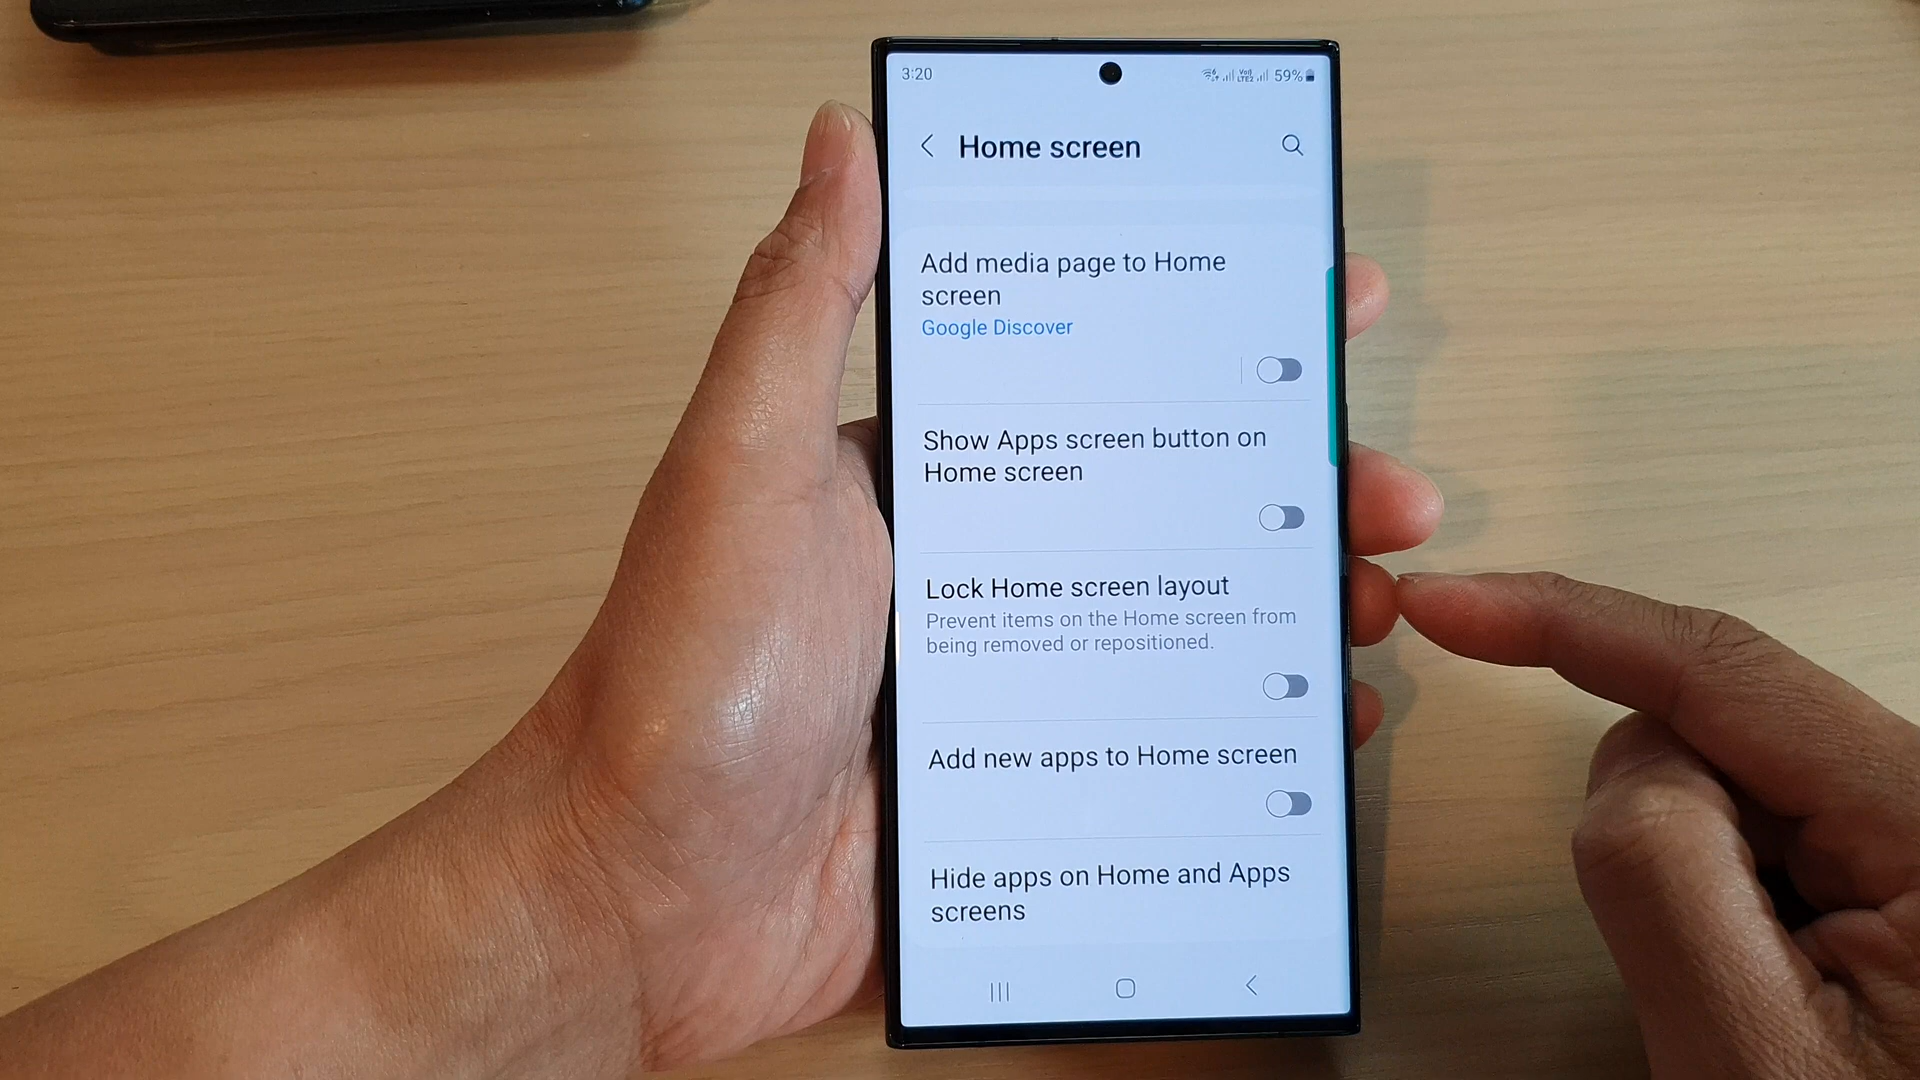 3:20
59%
Home screen
Add media page to Home
screen
Google Discover
Show Apps screen button on
Home screen
Lock Home screen layout
Prevent items on the Home screen from
being removed or repositioned.
Add new apps to Home screen
Hide apps on Home and Apps
screens